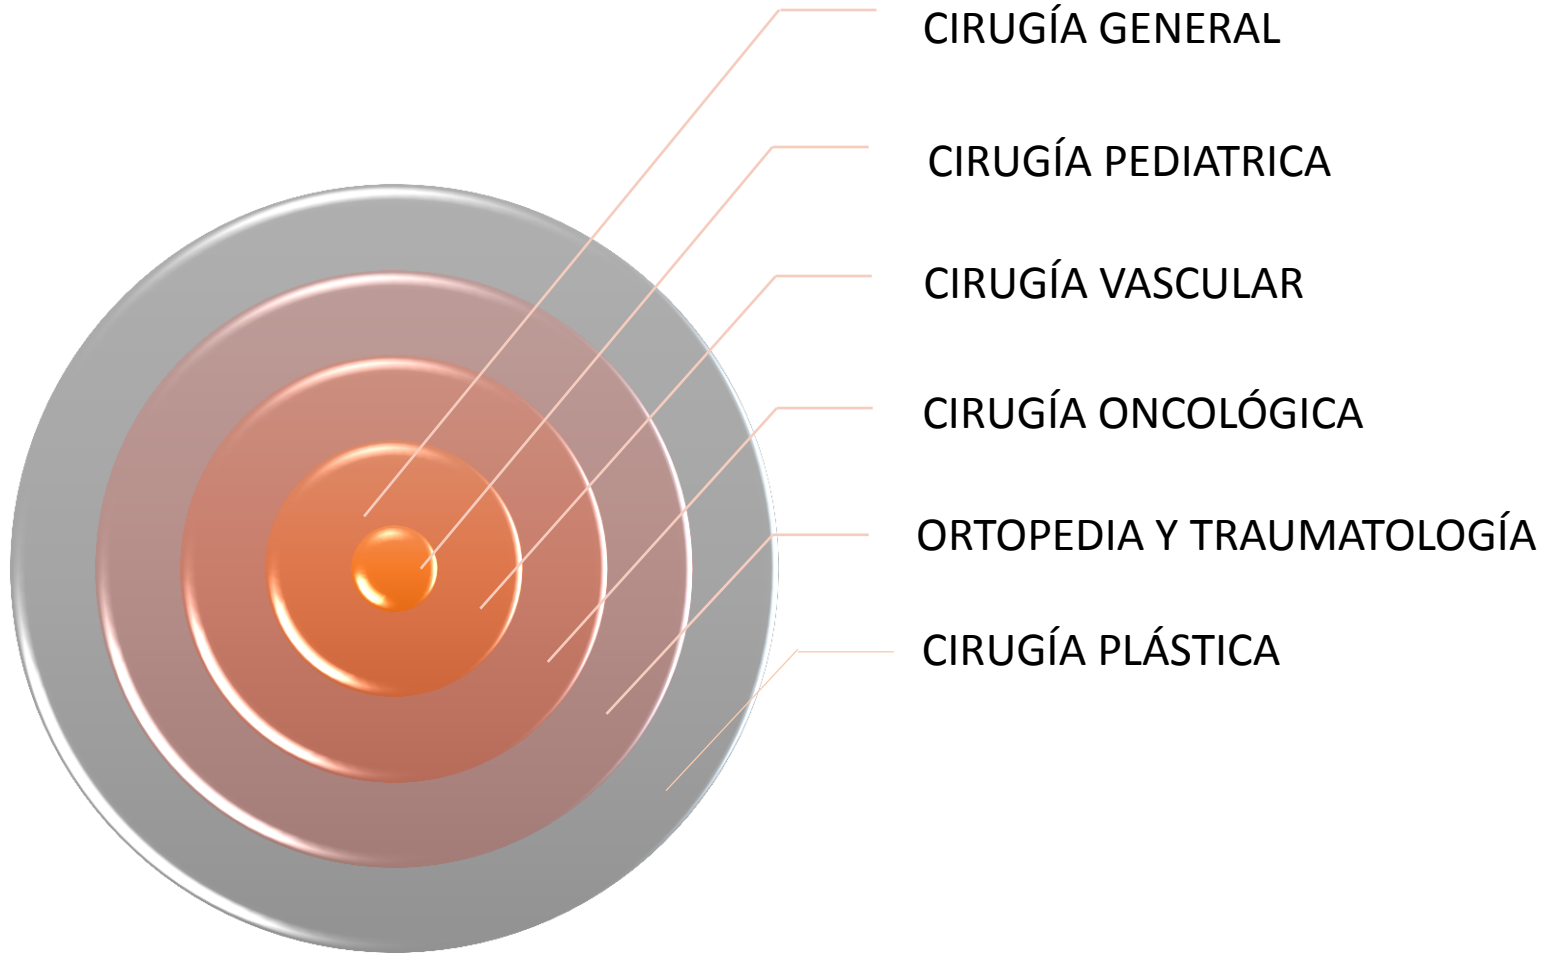 CIRUGÍA GENERAL
CIRUGÍA PEDIATRICA
CIRUGÍA VASCULAR
CIRUGÍA ONCOLÓGICA
ORTOPEDIA Y TRAUMATOLOGÍA
CIRUGÍA PLÁSTICA